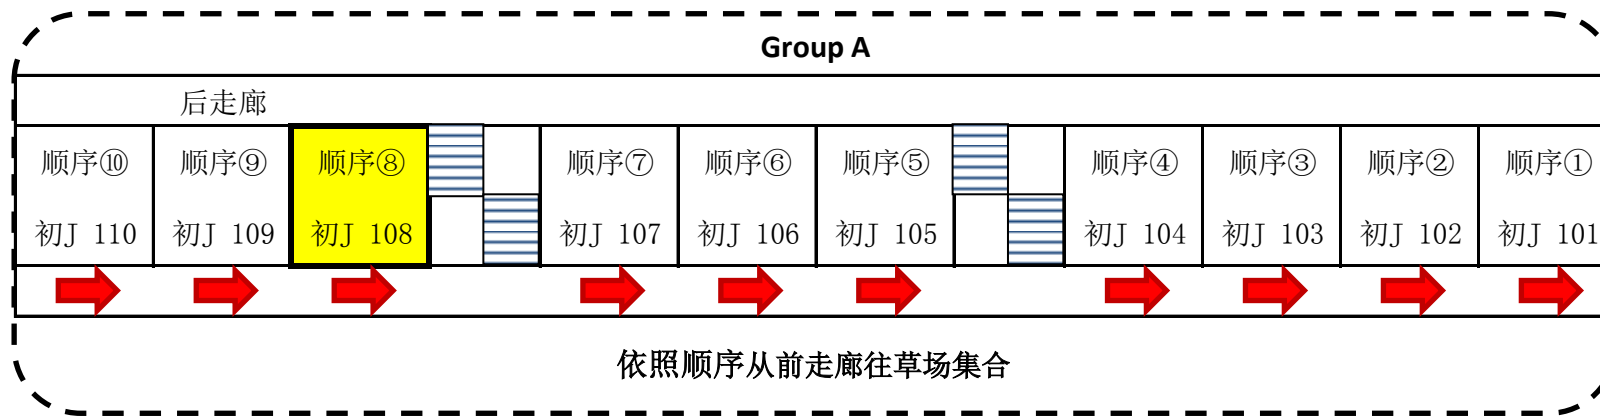 Group A
后走廊
顺序⑩ 顺序⑨ 顺序⑧ 顺序⑦ 顺序⑥ 顺序⑤ 顺序④ 顺序③ 顺序② 顺序①
初J 110 初J 109 初J 108 初J 107 初J 106 初J 105 初J 104 初J 103 初J 102 初J 101
依照顺序从前走廊往草场集合